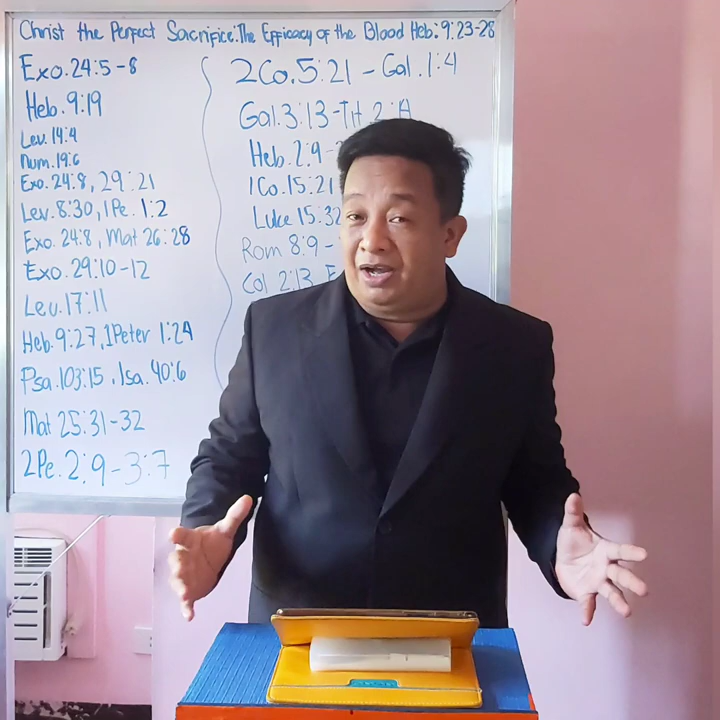 Christ the Perfect Sacrifice: The Efficacy of the Blood Heb: 9:23-28
Exo. 24:5-8
Heb. 9:19
Lev. 14:4
Num. 19:6
Exo. 24:8, 29:21
Lev. 8:30, 1Pe. 1:2
Exo. 24:8, Mat 26:28
Exo. 29:10-12
Lev. 17:11
Heb. 9:27, 1Peter 1:24
Psa. 103:15, Isa. 40:6
Mat 25:31-32
2Pe. 2:9-3:7
2Co. 5:21 - Gal. 1:4
Gal. 3:13-Tit. 2:14
Heb. 2:9-
1Co. 15:21
Luke 15:32
Rom 8:9-
Col 2:13